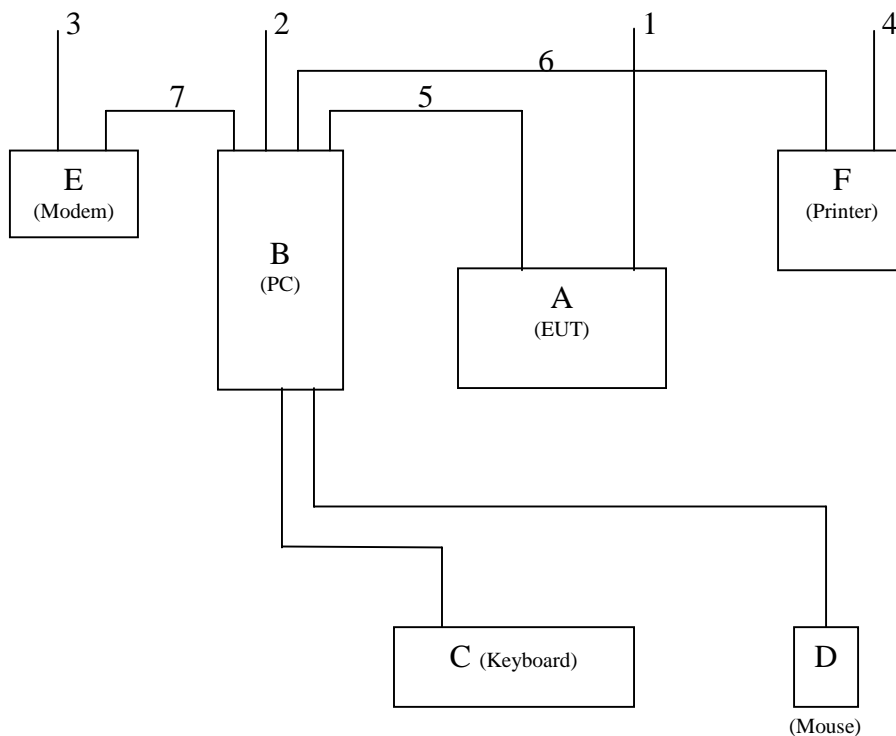 3
2
1
4
6
7
5
E
(Modem)
F
(Printer)
B
(PC)
A
(EUT)
C (Keyboard)
D
(Mouse)